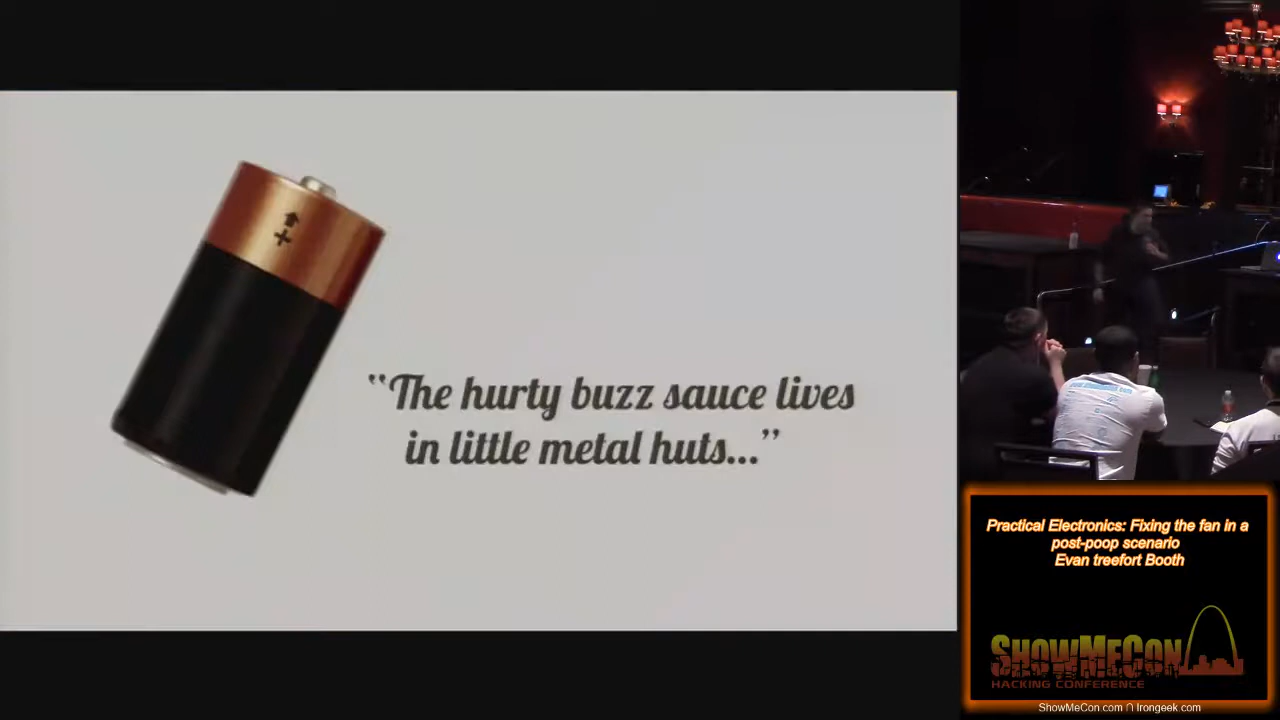 “The hurty buzz sauce lives
in little metal huts...”
Practical Electronics: Fixing the fan in a
post-poop scenario
Evan treefort Booth
SHOWMECON
HACKING CONFERENCE
ShowMeCon.com ∩ Irongeek.com